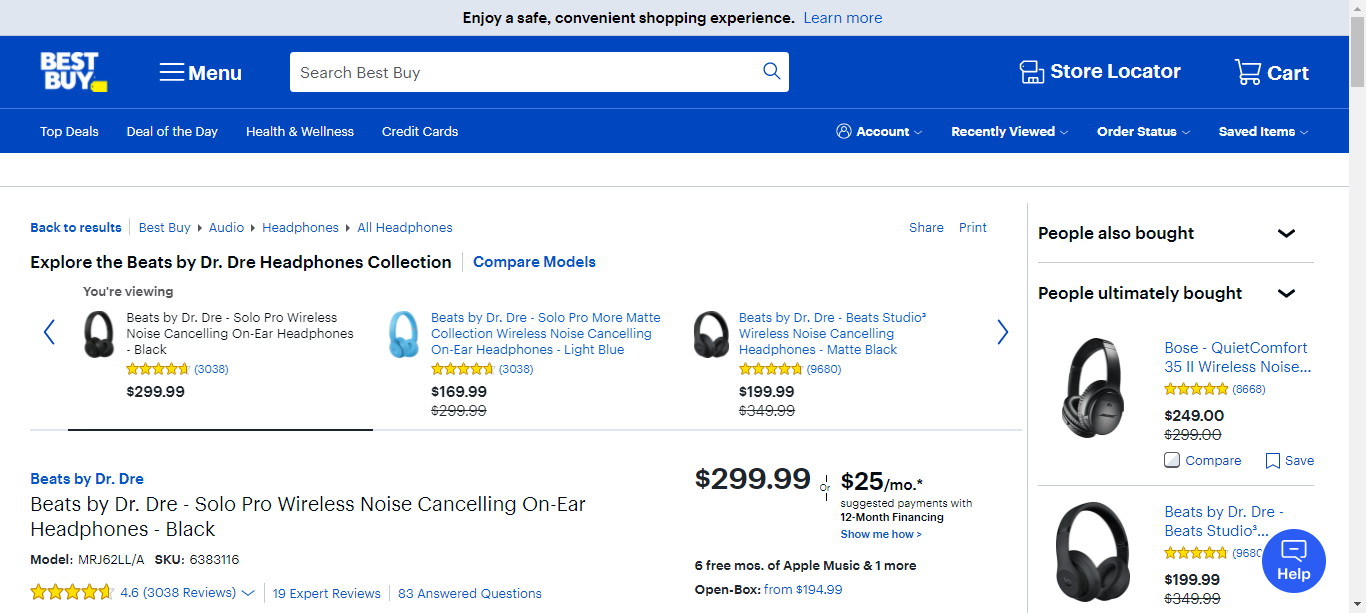 Enjoy a safe, convenient shopping experience. Learn more
BEST BUY
Menu
Search Best Buy
Store Locator
Cart
Top Deals
Deal of the Day
Health & Wellness
Credit Cards
Account
Recently Viewed
Order Status
Saved Items
Back to results
Best Buy
Audio
Headphones
All Headphones
Share
Print
Explore the Beats by Dr. Dre Headphones Collection
Compare Models
You're viewing
Beats by Dr. Dre - Solo Pro Wireless
Noise Cancelling On-Ear Headphones
- Black
(3038)
$299.99
Beats by Dr. Dre - Solo Pro More Matte
Collection Wireless Noise Cancelling
On-Ear Headphones - Light Blue
(3038)
$169.99
$299.99
Beats by Dr. Dre - Beats Studio³
Wireless Noise Cancelling
Headphones - Matte Black
(9680)
$199.99
$349.99
Beats by Dr. Dre
Beats by Dr. Dre - Solo Pro Wireless Noise Cancelling On-Ear
Headphones - Black
Model: MRJ62LL/A SKU: 6383116
4.6 (3038 Reviews)
19 Expert Reviews
83 Answered Questions
$299.99
Or
$25/mo.*
suggested payments with
12-Month Financing
Show me how >
6 free mos. of Apple Music & 1 more
Open-Box: from $194.99
People also bought
People ultimately bought
Bose - QuietComfort
35 II Wireless Noise...
(8668)
$249.00
$299.00
Compare
Save
Beats by Dr. Dre -
Beats Studio³...
(9680
$199.99
$349.99
Help